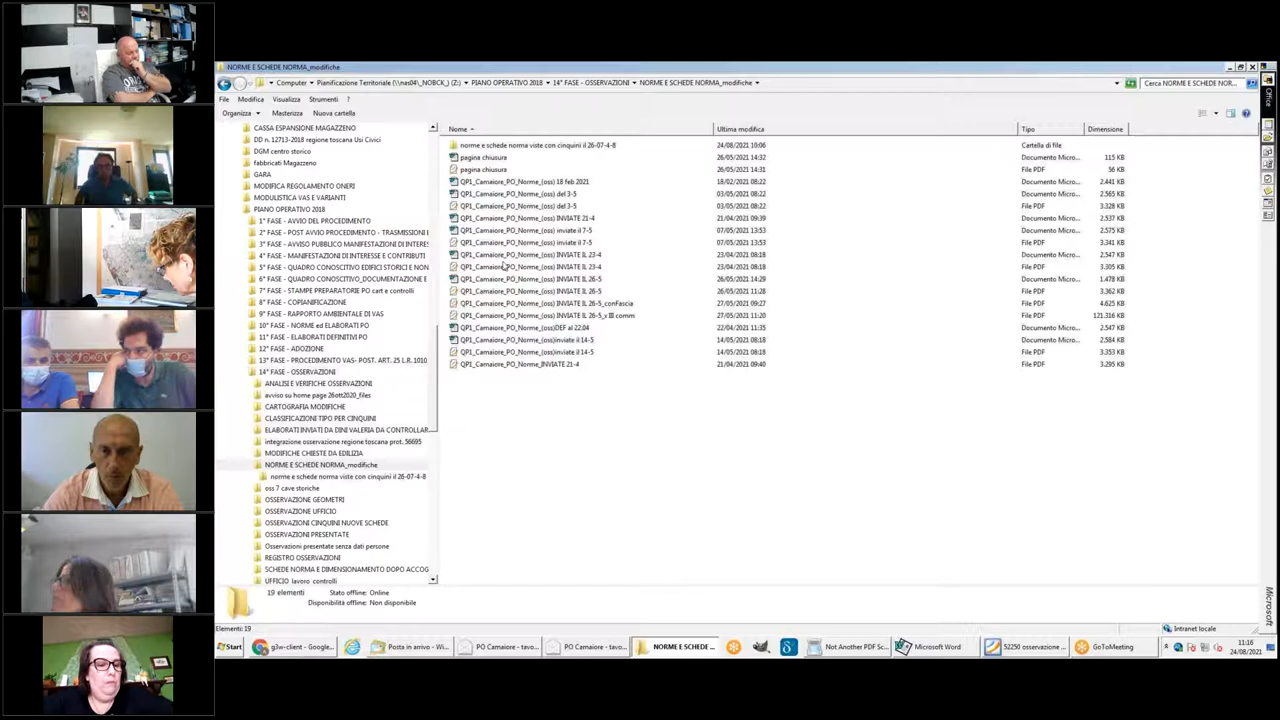 NORME E SCHEDE NORMA_modifiche
Computer Pianificazione Territoriale (\\nas04\_NOBCK_) (Z:) PIANO OPERATIVO 2018 14° FASE - OSSERVAZIONI NORME E SCHEDE NORMA_modifiche
Cerca NORME E SCHEDE NOR...
File Modifica Visualizza Strumenti ?
Organizza Masterizza Nuova cartella
Office
CASSA ESPANSIONE MAGAZZENO
DD n. 12713-2018 regione toscana Usi Civici
DGM centro storico
fabbricati Magazzeno
GARA
MODIFICA REGOLAMENTO ONERI
MODULISTICA VAS E VARIANTI
PIANO OPERATIVO 2018
1° FASE - AVVIO DEL PROCEDIMENTO
2° FASE - POST AVVIO PROCEDIMENTO - TRASMISSIONI E
3° FASE - AVVISO PUBBLICO MANIFESTAZIONI DI INTERESS
4° FASE - MANIFESTAZIONI DI INTERESSE E CONTRIBUTI
5° FASE - QUADRO CONOSCITIVO EDIFICI STORICI E NON
6° FASE - QUADRO CONOSCITIVO_DOCUMENTAZIONE E
7° FASE - STAMPE PREPARATORIE PO cart e controlli
8° FASE - COPIANIFICAZIONE
9° FASE - RAPPORTO AMBIENTALE DI VAS
10° FASE - NORME ed ELABORATI PO
11° FASE - ELABORATI DEFINITIVI PO
12° FASE - ADOZIONE
13° FASE - PROCEDIMENTO VAS- POST. ART. 25 L.R. 1010
14° FASE - OSSERVAZIONI
ANALISI E VERIFICHE OSSERVAZIONI
avviso su home page 26ott2020_files
CARTOGRAFIA MODIFICHE
CLASSIFICAZIONI TIPO PER CINQUINI
ELABORATI INVIATI DA DINI VALERIA DA CONTROLLAR
integrazione osservazione regione toscana prot. 56695
MODIFICHE CHIESTE DA EDILIZIA
NORME E SCHEDE NORMA_modifiche
norme e schede norma viste con cinquini il 26-07-4-8
oss 7 cave storiche
OSSERVAZIONE GEOMETRI
OSSERVAZIONE UFFICIO
OSSERVAZIONI CINQUINI NUOVE SCHEDE
OSSERVAZIONI PRESENTATE
Osservazioni presentate senza dati persone
REGISTRO OSSERVAZIONI
SCHEDE NORMA E DIMENSIONAMENTO DOPO ACCOG
UFFICIO lavoro controlli
Nome Ultima modifica Tipo Dimensione
norme e schede norma viste con cinquini il 26-07-4-8 24/08/2021 10:06 Cartella di file
pagina chiusura 26/05/2021 14:32 Documento Micro... 115 KB
pagina chiusura 26/05/2021 14:31 File PDF 56 KB
QP1_Camaiore_PO_Norme_(oss) 18 feb 2021 18/02/2021 08:22 Documento Micro... 2.441 KB
QP1_Camaiore_PO_Norme_(oss) del 3-5 03/05/2021 08:22 Documento Micro... 2.565 KB
QP1_Camaiore_PO_Norme_(oss) del 3-5 03/05/2021 08:22 File PDF 3.328 KB
QP1_Camaiore_PO_Norme_(oss) INVIATE 21-4 21/04/2021 09:39 Documento Micro... 2.537 KB
QP1_Camaiore_PO_Norme_(oss) inviate il 7-5 07/05/2021 13:53 Documento Micro... 2.575 KB
QP1_Camaiore_PO_Norme_(oss) inviate il 7-5 07/05/2021 13:53 File PDF 3.341 KB
QP1_Camaiore_PO_Norme_(oss) INVIATE IL 23-4 23/04/2021 08:18 Documento Micro... 2.547 KB
QP1_Camaiore_PO_Norme_(oss) INVIATE IL 23-4 23/04/2021 08:18 File PDF 3.305 KB
QP1_Camaiore_PO_Norme_(oss) INVIATE IL 26-5 26/05/2021 14:29 Documento Micro... 1.478 KB
QP1_Camaiore_PO_Norme_(oss) INVIATE IL 26-5 26/05/2021 11:28 File PDF 3.362 KB
QP1_Camaiore_PO_Norme_(oss) INVIATE IL 26-5_conFascia 27/05/2021 09:27 File PDF 4.625 KB
QP1_Camaiore_PO_Norme_(oss) INVIATE IL 26-5_x III comm 27/05/2021 11:20 File PDF 121.316 KB
QP1_Camaiore_PO_Norme_(oss)DEF al 22.04 22/04/2021 11:35 Documento Micro... 2.547 KB
QP1_Camaiore_PO_Norme_(oss)inviate il 14-5 14/05/2021 08:18 Documento Micro... 2.584 KB
QP1_Camaiore_PO_Norme_(oss)inviate il 14-5 14/05/2021 08:18 File PDF 3.353 KB
QP1_Camaiore_PO_Norme_INVIATE 21-4 21/04/2021 09:40 File PDF 3.295 KB
19 elementi Stato offline: Online
Disponibilità offline: Non disponibile
Elementi: 19
Intranet locale
Microsoft
Start g3w-client - Google... Posta in arrivo - Wi... PO Camaiore - tavo... PO Camaiore - tavo... NORME E SCHEDE ... Not Another PDF Sc... Microsoft Word 52250 osservazione ... GoToMeeting
11:16
24/08/2021